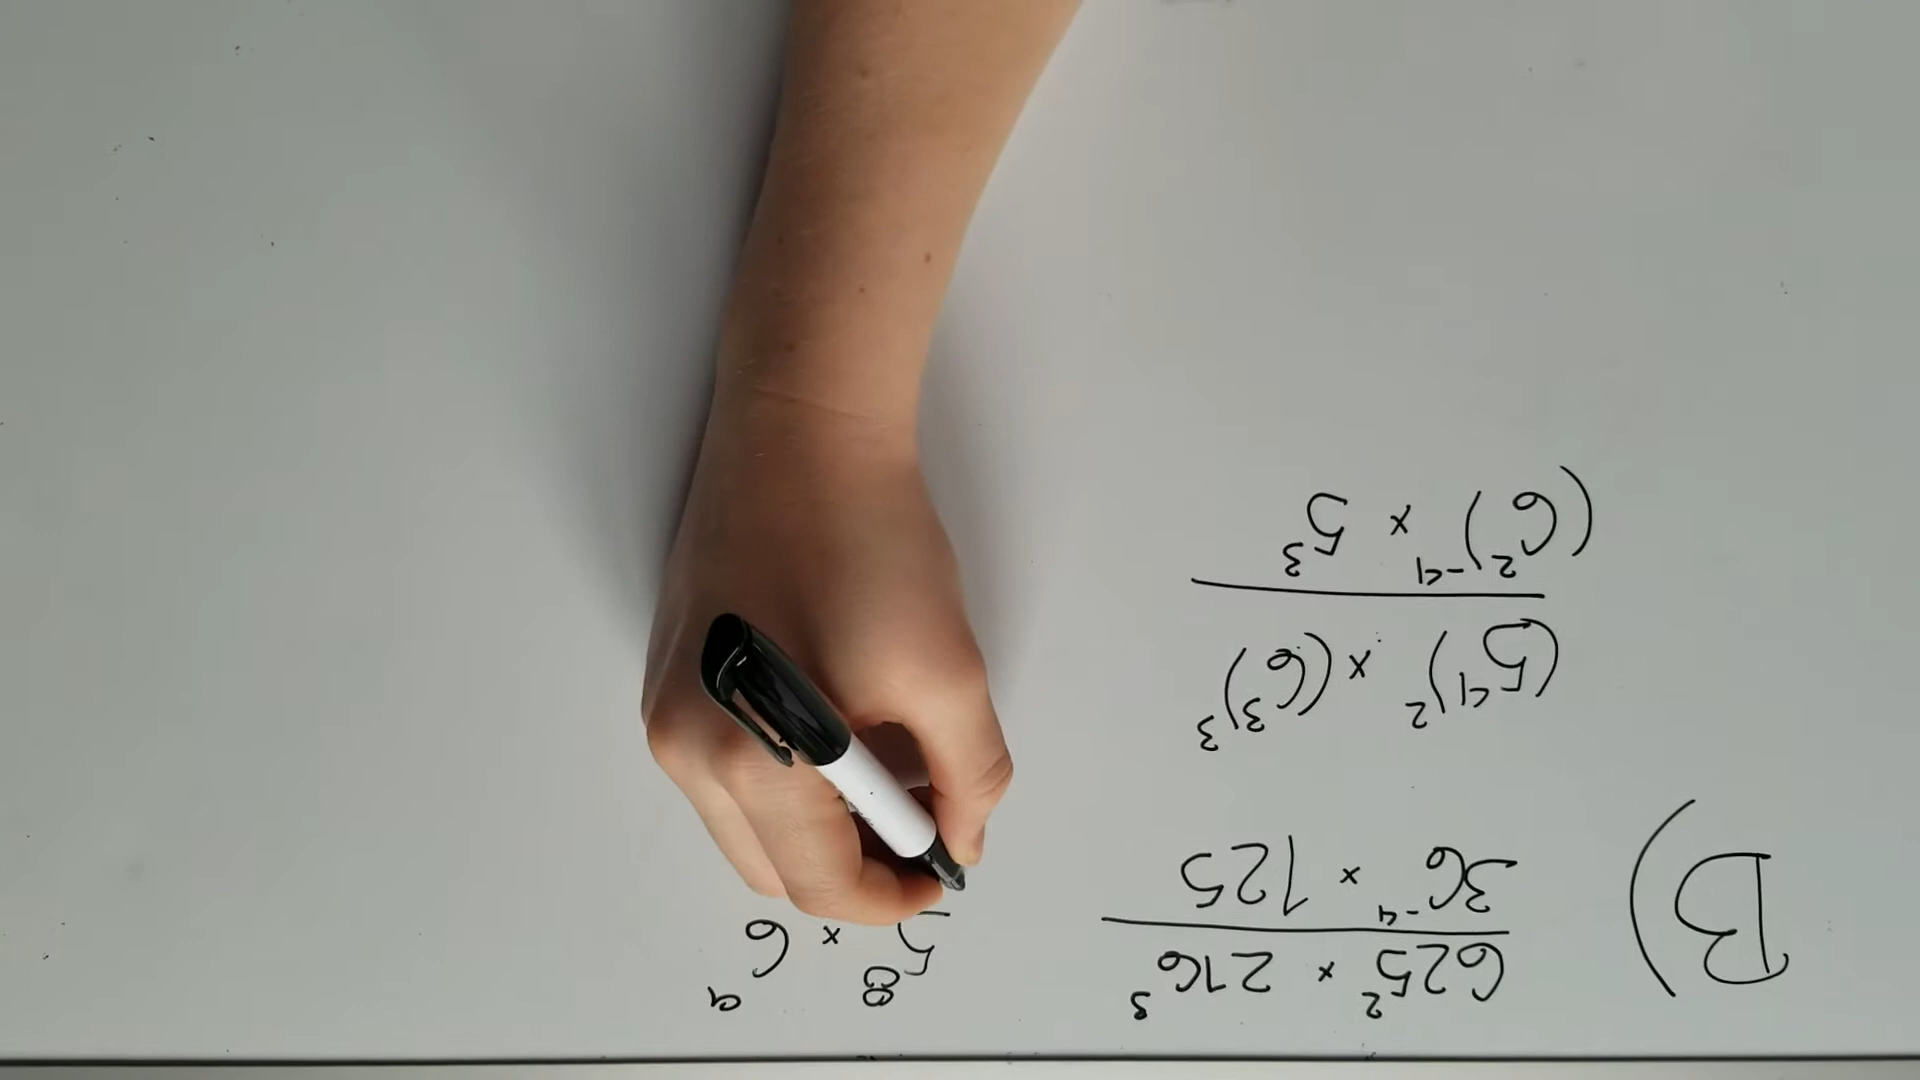 B) 625² × 216³
36⁻⁴ × 125
(5⁴)² × (6³)³
(6²)⁻⁴ × 5³
5⁸ × 6⁹